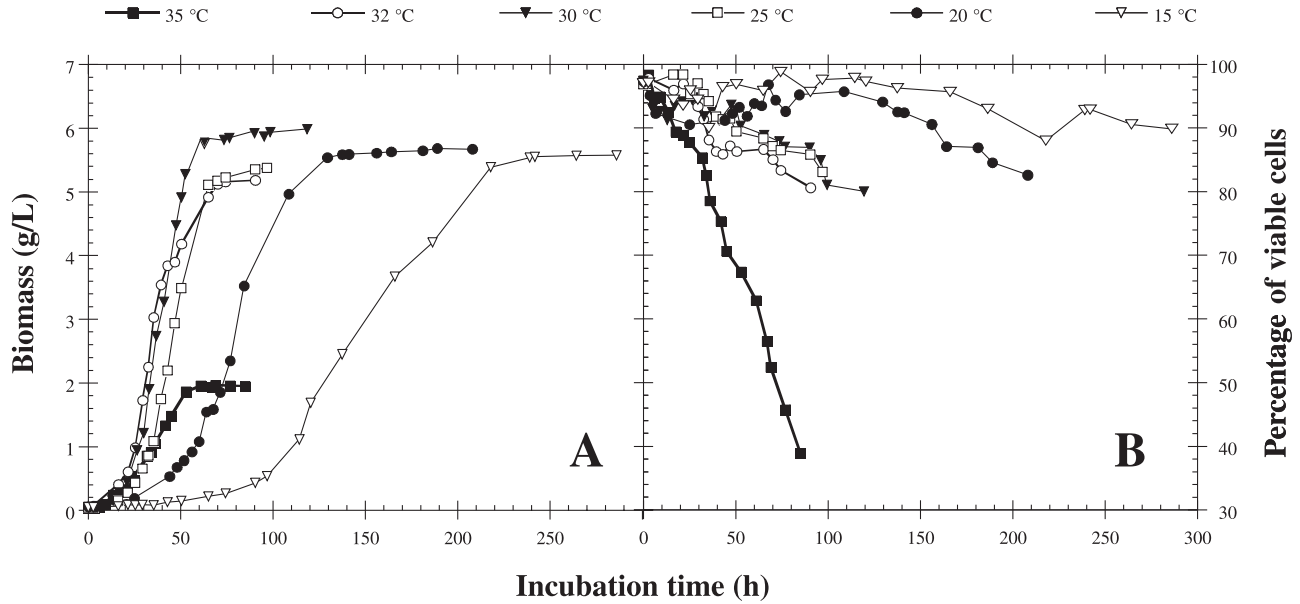 35 °C 32 °C 30 °C 25 °C 20 °C 15 °C
7 100
6 90
80
5
70
4
60
3
50
2
40
1
0 30
Biomass (g/L)
Percentage of viable cells
A B
0 50 100 150 200 250 0 50 100 150 200 250 300
Incubation time (h)